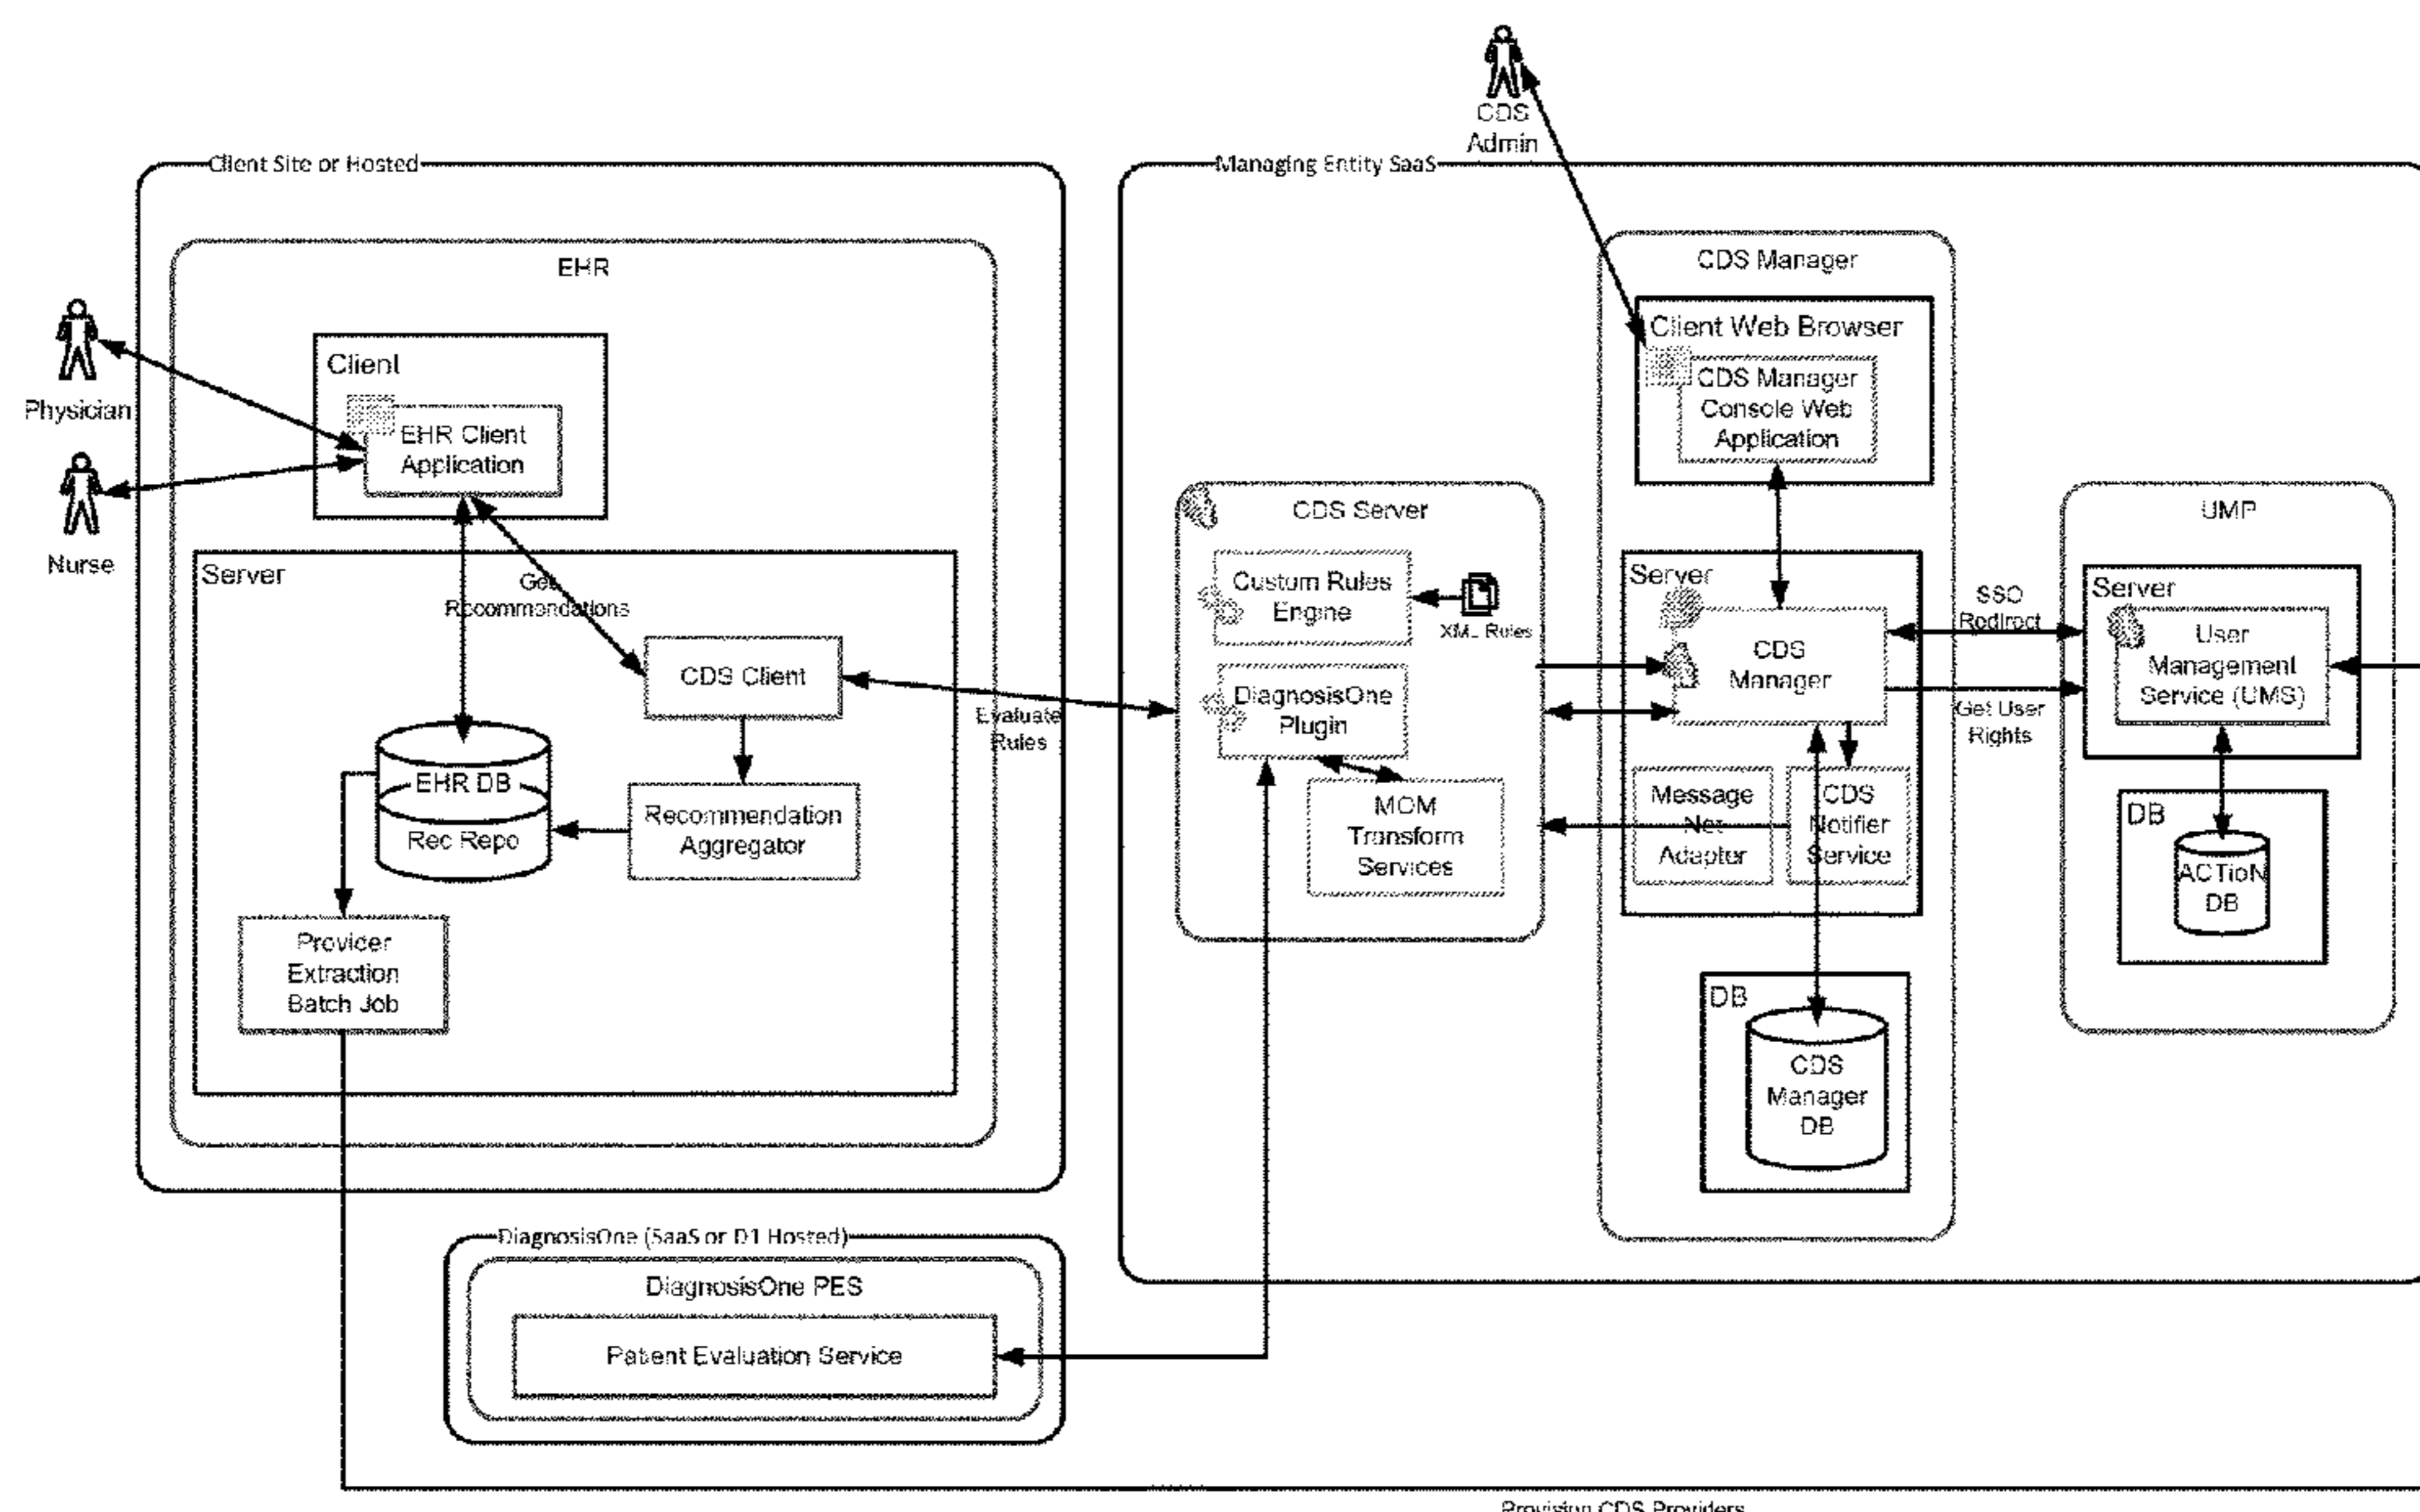 CDS
Admin
Client Site or Hosted
Managing Entity SaaS
EHR
CDS Manager
Client Web Browser
CDS Manager
Console Web
Application
Client
EHR Client
Application
Physician
Nurse
CDS Server
UMP
Server
Get
Recommendations
CDS Client
Evaluate
Rules
Custom Rules
Engine
XML Rules
DiagnosisOne
Plugin
Server
CDS
Manager
SSO
Redirect
Get User
Rights
Server
User
Management
Service (UMS)
EHR DB
Rec Repo
Recommendation
Aggregator
MCM
Transform
Services
Message
Net
Adapter
CDS
Notifier
Service
DB
ACTioN
DB
Provider
Extraction
Batch Job
DB
CDS
Manager
DB
DiagnosisOne (SaaS or D1 Hosted)
DiagnosisOne PES
Patient Evaluation Service
Provision CDS Providers